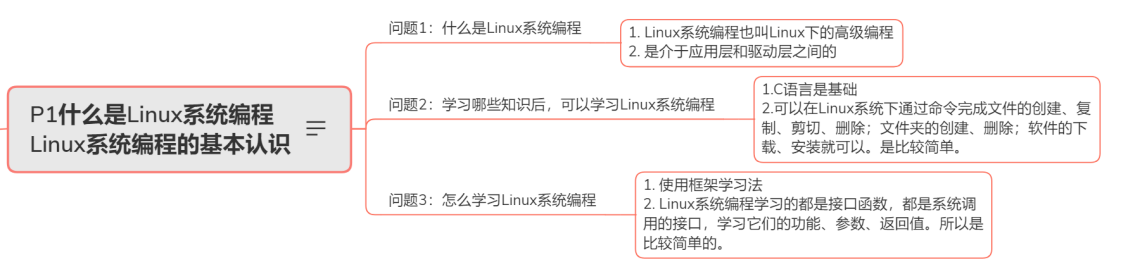 P1什么是Linux系统编程
Linux系统编程的基本认识
问题1：什么是Linux系统编程
1. Linux系统编程也叫Linux下的高级编程
2. 是介于应用层和驱动层之间的
问题2：学习哪些知识后，可以学习Linux系统编程
1.C语言是基础
2.可以在Linux系统下通过命令完成文件的创建、复
制、剪切、删除；文件夹的创建、删除；软件的下
载、安装就可以。是比较简单。
问题3：怎么学习Linux系统编程
1. 使用框架学习法
2. Linux系统编程学习的都是接口函数，都是系统调
用的接口，学习它们的功能、参数、返回值。所以是
比较简单的。